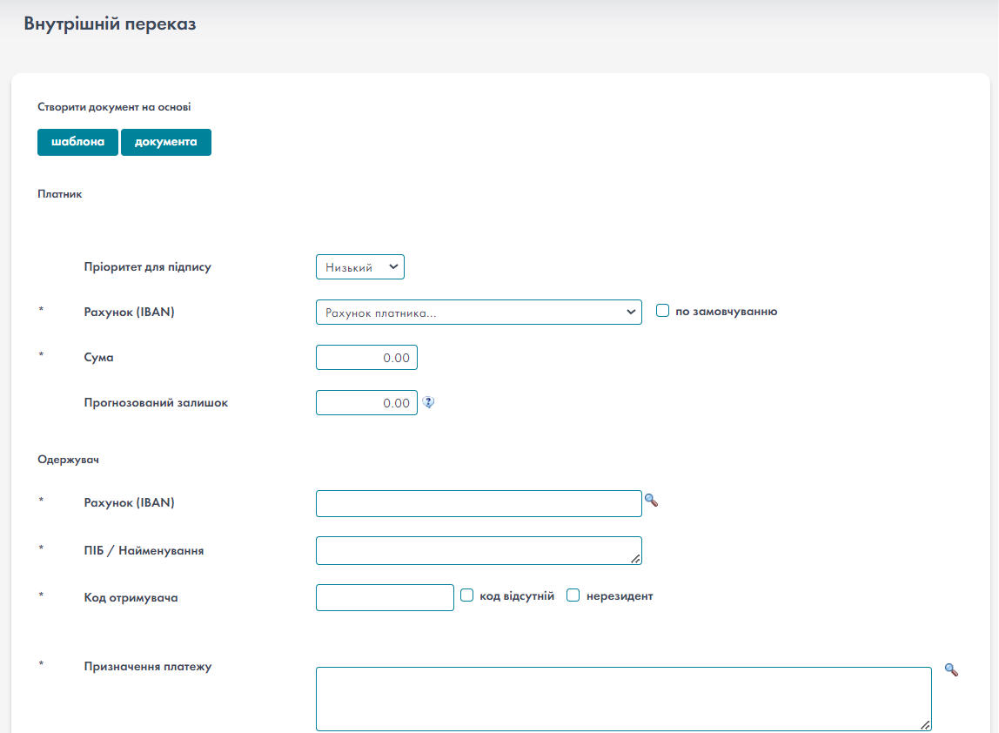 Внутрішній переказ
Створити документ на основі
шаблона документа
Платник
Пріоритет для підпису Низький
* Рахунок (IBAN) Рахунок платника... по замовчуванню
* Сума 0.00
Прогнозований залишок 0.00 ?
Одержувач
* Рахунок (IBAN)
* ПІБ / Найменування
* Код отримувача код відсутній нерезидент
* Призначення платежу